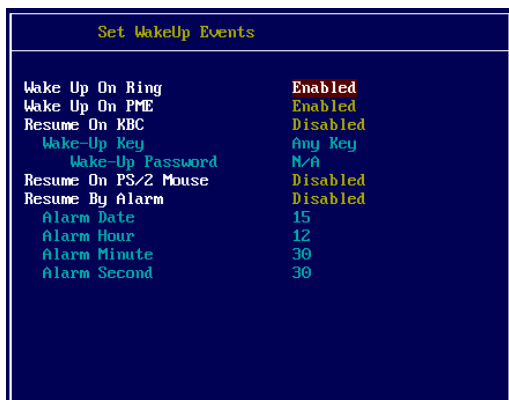 Set WakeUp Events
Wake Up On Ring Enabled
Wake Up On PME Enabled
Resume On KBC Disabled
Wake-Up Key Any Key
Wake-Up Password N/A
Resume On PS/2 Mouse Disabled
Resume By Alarm Disabled
Alarm Date 15
Alarm Hour 12
Alarm Minute 30
Alarm Second 30